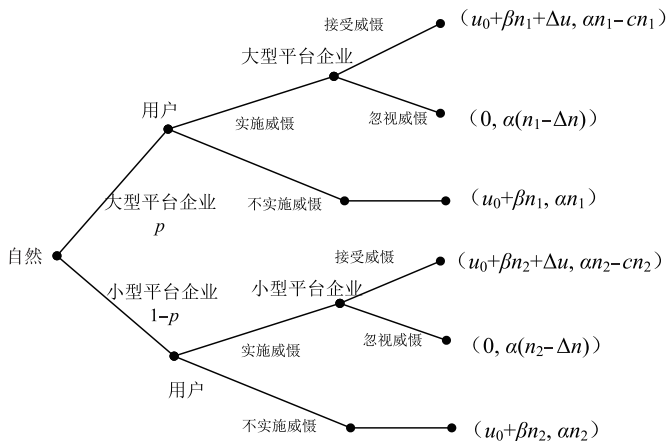 接受威慑
(u₀+βn₁+Δu, αn₁−cn₁)
大型平台企业
用户
实施威慑
忽视威慑
(0, α(n₁−Δn))
大型平台企业
p
不实施威慑
(u₀+βn₁, αn₁)
自然
接受威慑
(u₀+βn₂+Δu, αn₂−cn₂)
小型平台企业
1−p
小型平台企业
实施威慑
忽视威慑
(0, α(n₂−Δn))
用户
不实施威慑
(u₀+βn₂, αn₂)